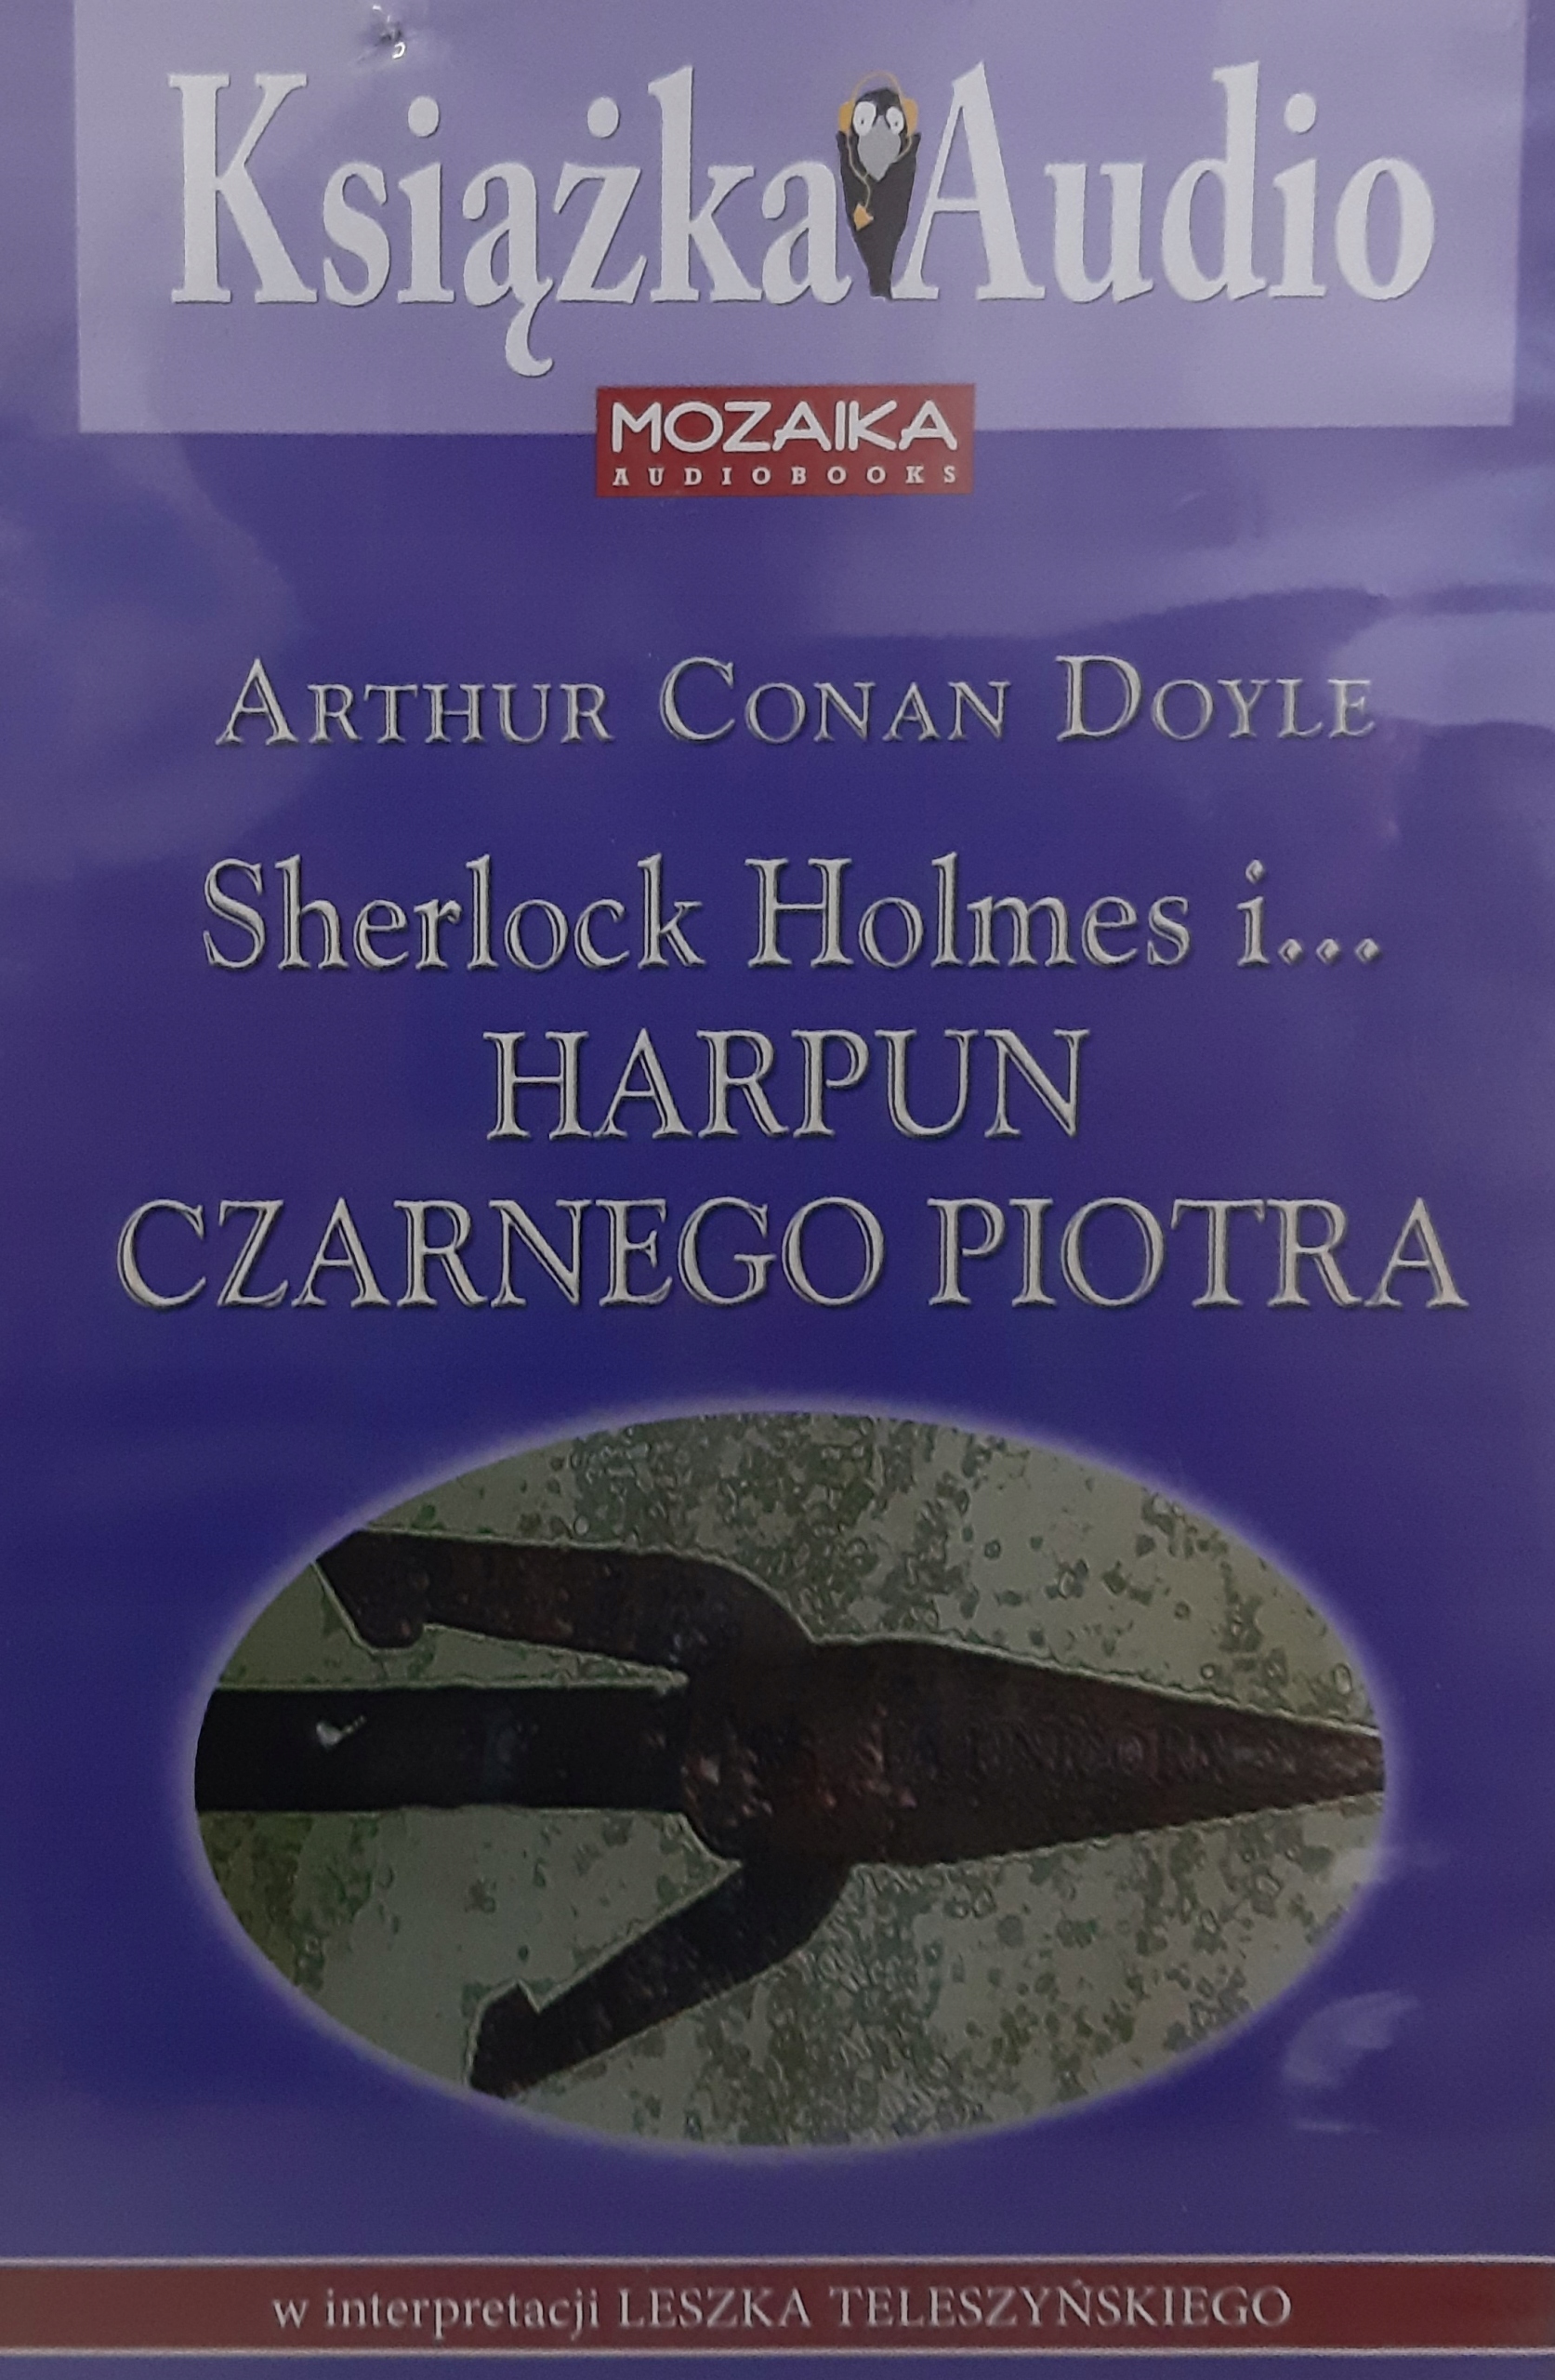 Książka Audio
MOZAIKA
AUDIOBOOKS
ARTHUR CONAN DOYLE
Sherlock Holmes i...
HARPUN
CZARNEGO PIOTRA
w interpretacji LESZKA TELESZYŃSKIEGO